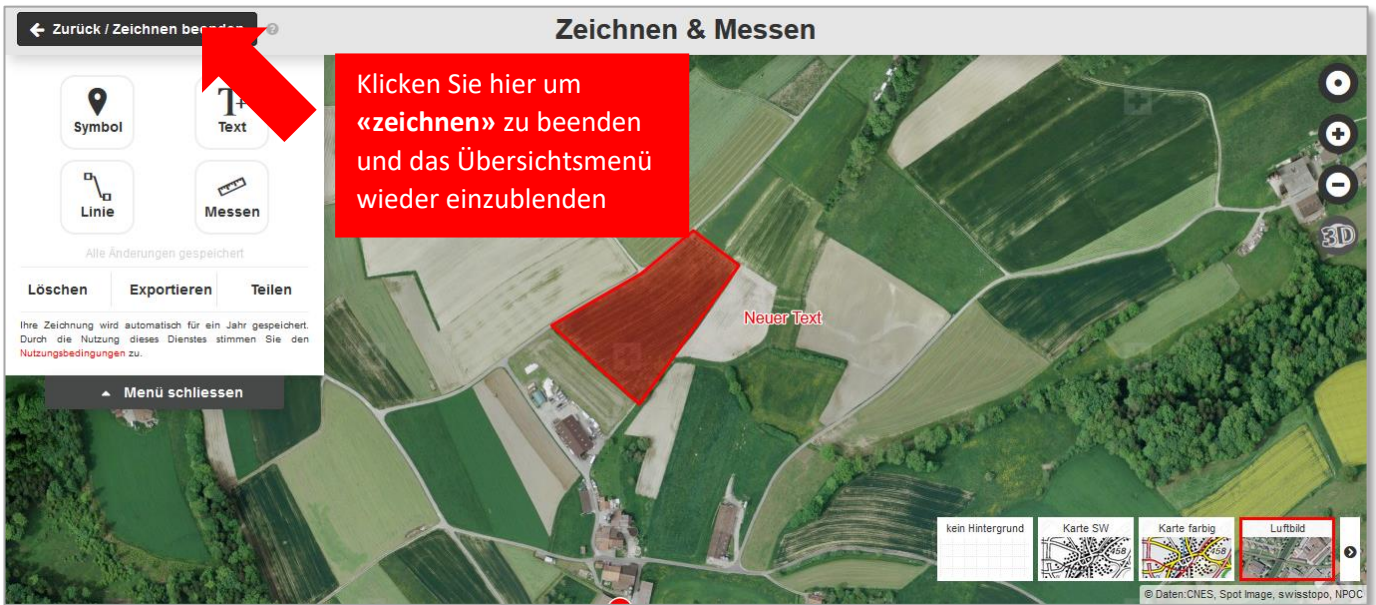 Zurück / Zeichnen beenden
Zeichnen & Messen
Klicken Sie hier um
«zeichnen» zu beenden
und das Übersichtsmenü
wieder einzublenden
Symbol
Text
Linie
Messen
Alle Änderungen gespeichert
Löschen Exportieren Teilen
Ihre Zeichnung wird automatisch für ein Jahr gespeichert.
Durch die Nutzung dieses Dienstes stimmen Sie den
Nutzungsbedingungen zu.
Menü schliessen
3D
Neuer Text
kein Hintergrund
Karte SW
458
Karte farbig
458
Luftbild
© Daten:CNES, Spot Image, swisstopo, NPOC